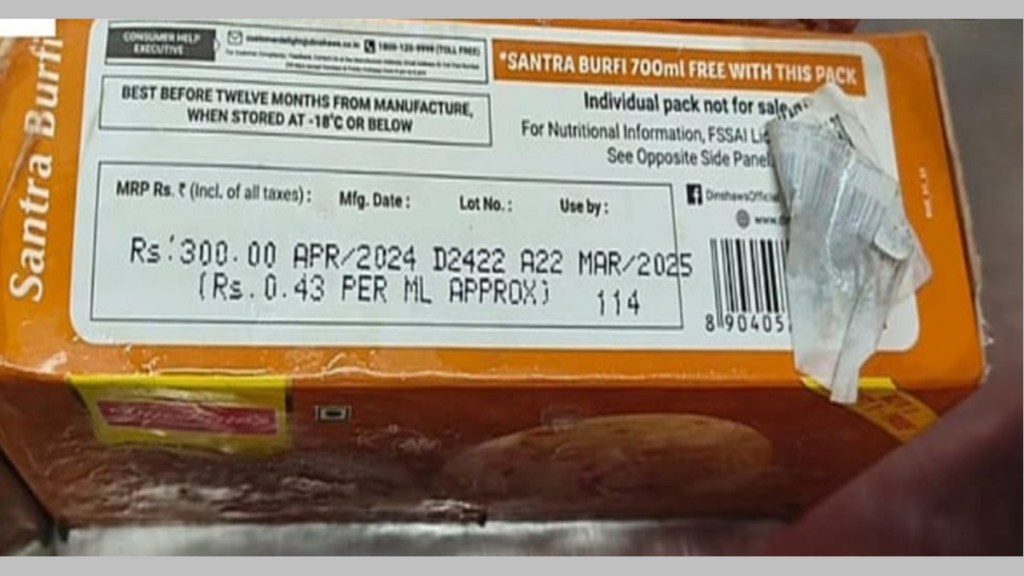 Santra Burfi
CONSUMER HELP
EXECUTIVE
1800-120-9999 (TOLL FREE)
*SANTRA BURFI 700ml FREE WITH THIS PACK
BEST BEFORE TWELVE MONTHS FROM MANUFACTURE,
WHEN STORED AT -18°C OR BELOW
Individual pack not for sale
For Nutritional Information, FSSAI
See Opposite Side Panel
MRP Rs. ₹ (Incl. of all taxes) : Mfg. Date : Lot No. : Use by :
Rs.300.00 APR/2024 D2422 A22 MAR/2025
(Rs.0.43 PER ML APPROX) 114
DinshawsOfficial
www.
8 90405